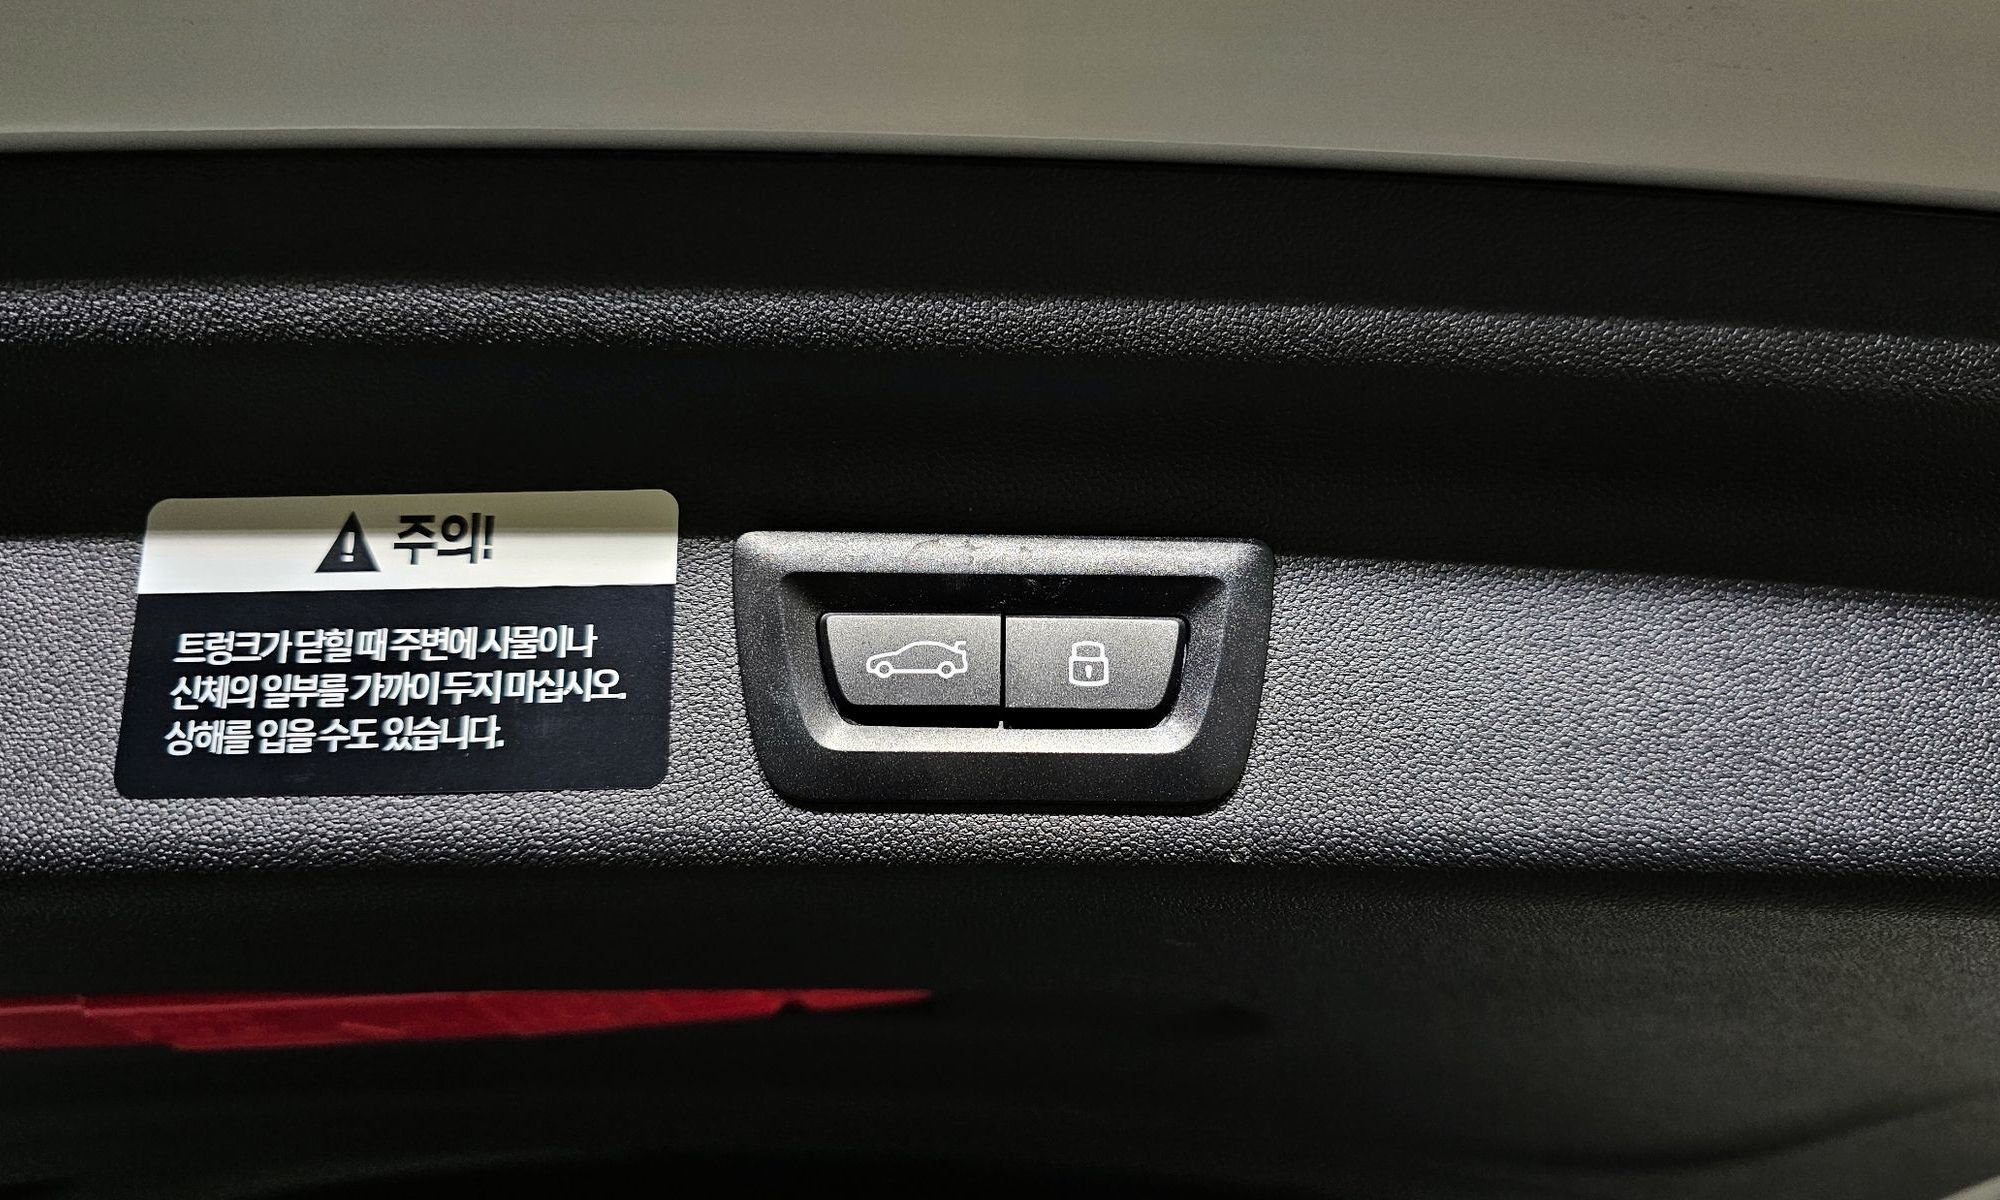 주의!
트렁크가 닫힐 때 주변에 사물이나
신체의 일부를 가까이 두지 마십시오.
상해를 입을 수도 있습니다.